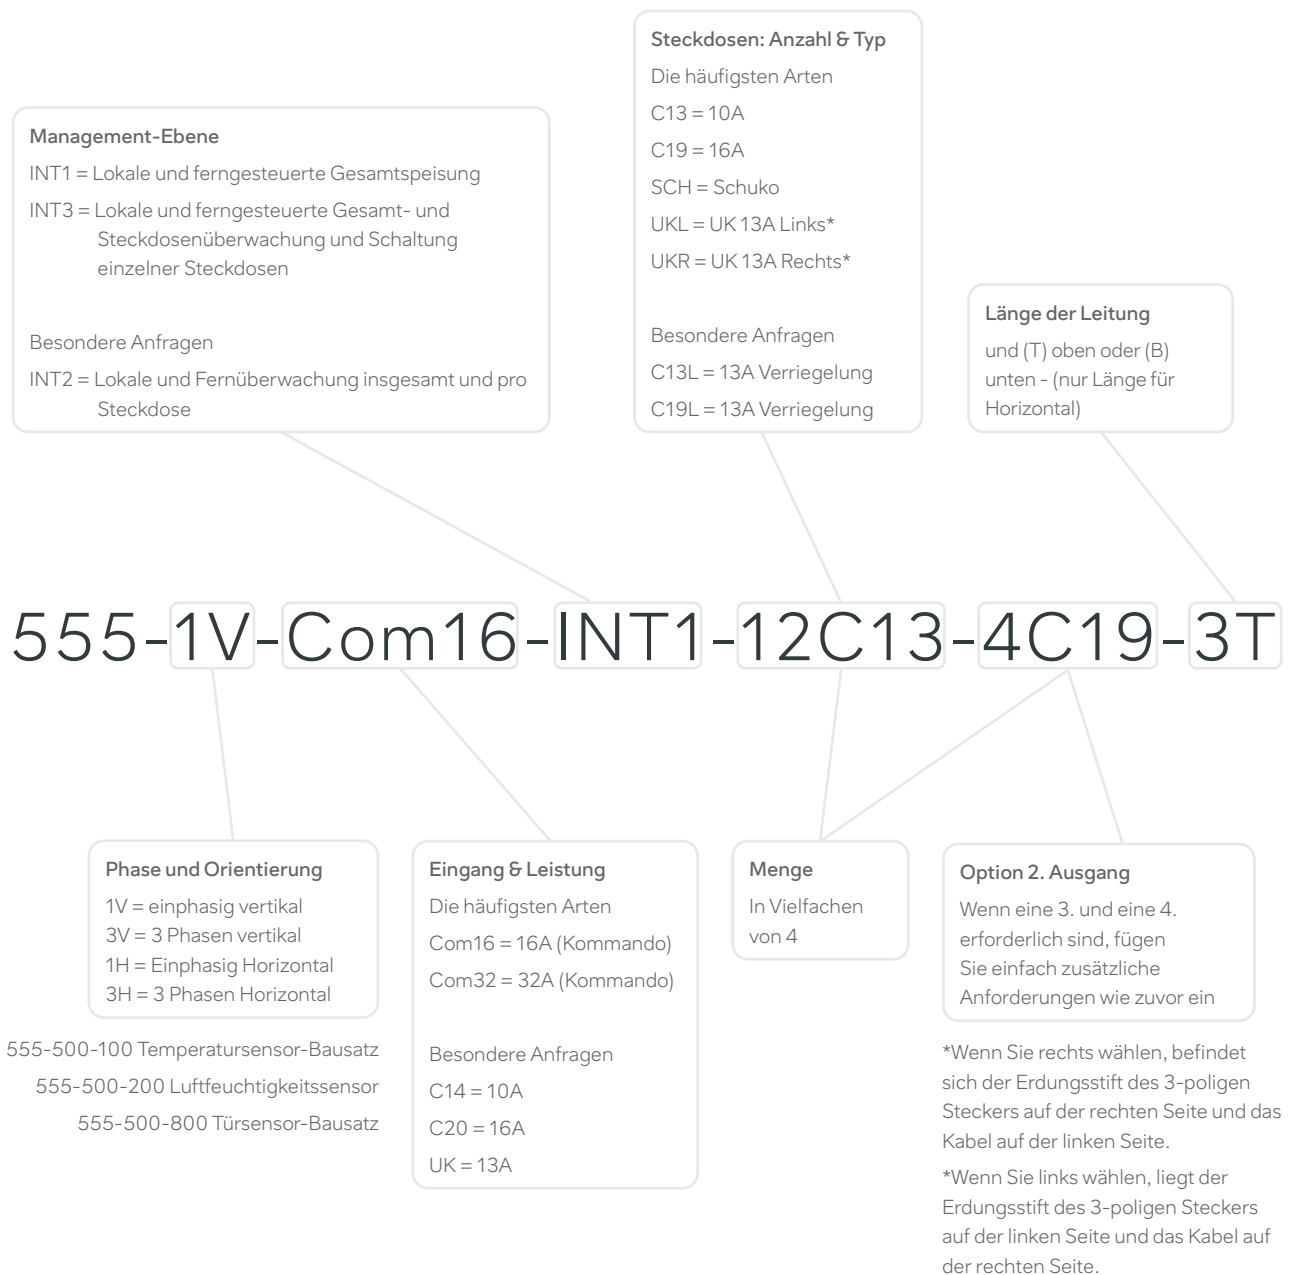 Steckdosen: Anzahl & Typ
Die häufigsten Arten
C13 = 10A
C19 = 16A
SCH = Schuko
UKL = UK 13A Links*
UKR = UK 13A Rechts*
Besondere Anfragen
C13L = 13A Verriegelung
C19L = 13A Verriegelung
Management-Ebene
INT1 = Lokale und ferngesteuerte Gesamtspeisung
INT3 = Lokale und ferngesteuerte Gesamt- und
Steckdosenüberwachung und Schaltung
einzelner Steckdosen
Besondere Anfragen
INT2 = Lokale und Fernüberwachung insgesamt und pro
Steckdose
Länge der Leitung
und (T) oben oder (B)
unten - (nur Länge für
Horizontal)
555-1V-Com16-INT1-12C13-4C19-3T
Phase und Orientierung
1V = einphasig vertikal
3V = 3 Phasen vertikal
1H = Einphasig Horizontal
3H = 3 Phasen Horizontal
555-500-100 Temperatursensor-Bausatz
555-500-200 Luftfeuchtigkeitssensor
555-500-800 Türsensor-Bausatz
Eingang & Leistung
Die häufigsten Arten
Com16 = 16A (Kommando)
Com32 = 32A (Kommando)
Besondere Anfragen
C14 = 10A
C20 = 16A
UK = 13A
Menge
In Vielfachen
von 4
Option 2. Ausgang
Wenn eine 3. und eine 4.
erforderlich sind, fügen
Sie einfach zusätzliche
Anforderungen wie zuvor ein
*Wenn Sie rechts wählen, befindet
sich der Erdungsstift des 3-poligen
Steckers auf der rechten Seite und das
Kabel auf der linken Seite.
*Wenn Sie links wählen, liegt der
Erdungsstift des 3-poligen Steckers
auf der linken Seite und das Kabel auf
der rechten Seite.